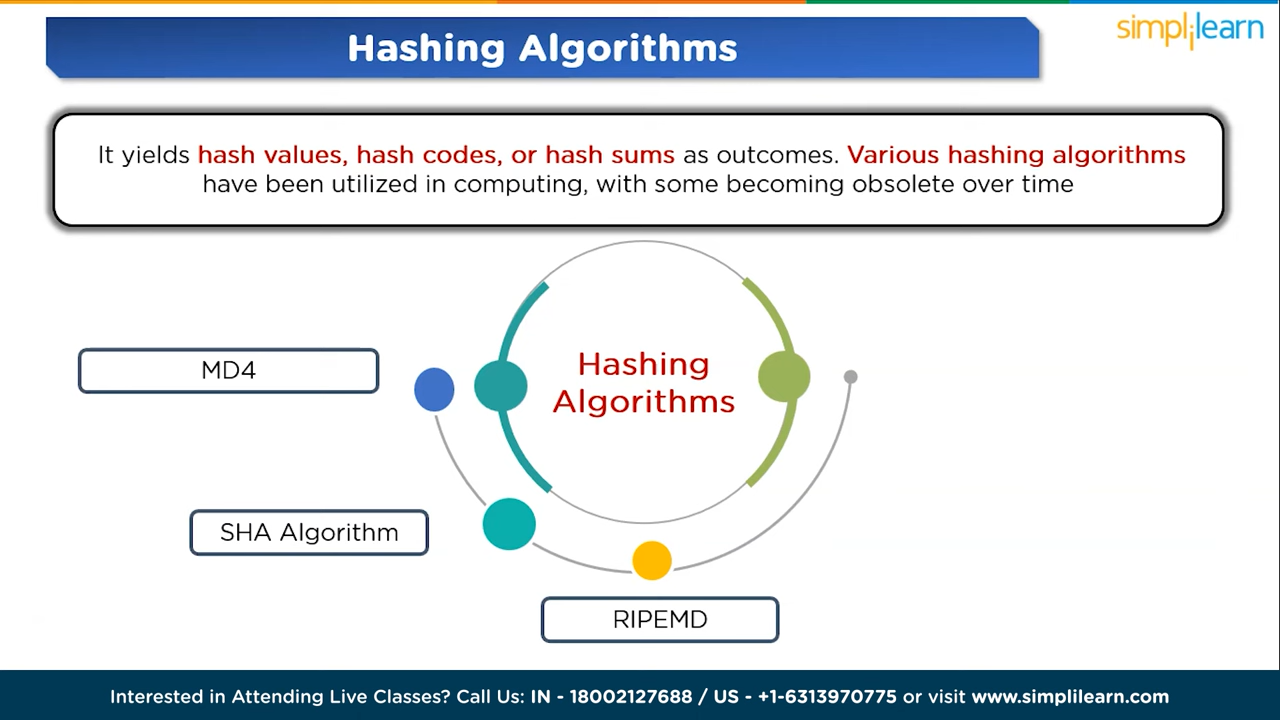 Hashing Algorithms
simplilearn
It yields hash values, hash codes, or hash sums as outcomes. Various hashing algorithms
have been utilized in computing, with some becoming obsolete over time
Hashing
Algorithms
MD4
SHA Algorithm
RIPEMD
Interested in Attending Live Classes? Call Us: IN - 18002127688 / US - +1-6313970775 or visit www.simplilearn.com